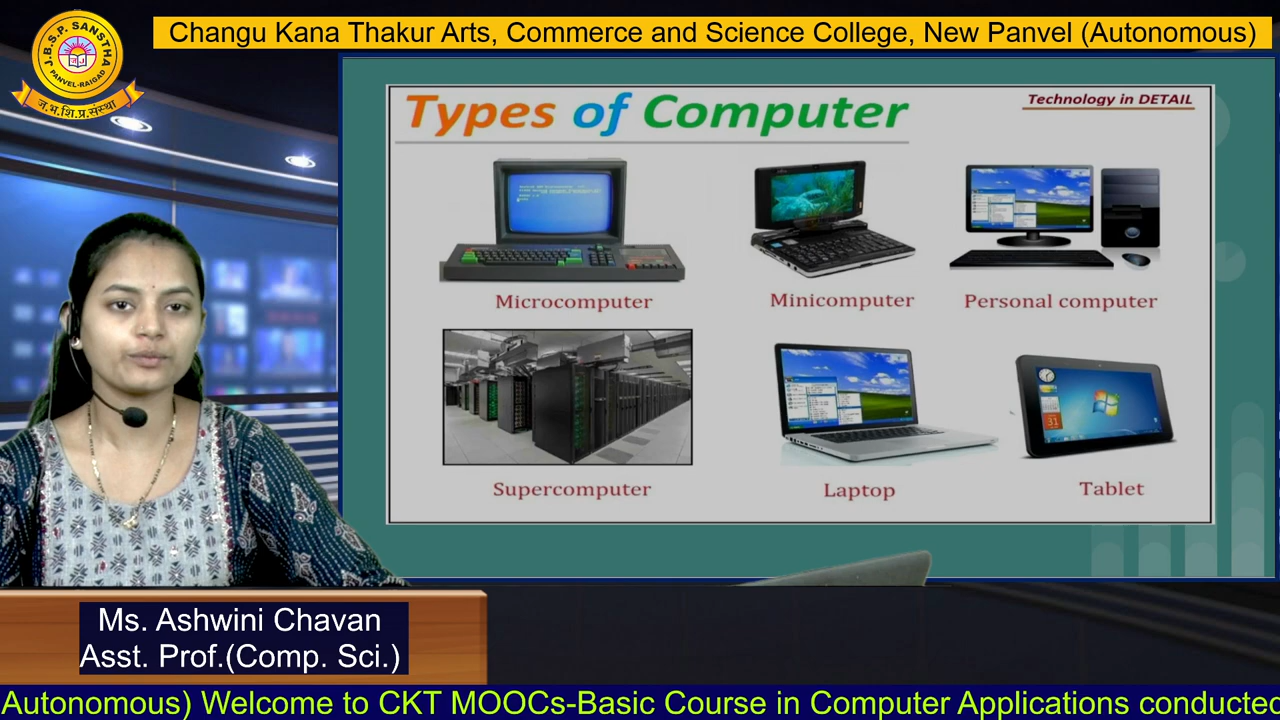 J.B.S.P. SANSTHA
PANVEL-RAIGAD
ज.भ.शि.प्र.संस्था
Changu Kana Thakur Arts, Commerce and Science College, New Panvel (Autonomous)
Types of Computer
Technology in DETAIL
Microcomputer
Minicomputer
Personal computer
Supercomputer
Laptop
Tablet
Ms. Ashwini Chavan
Asst. Prof.(Comp. Sci.)
Autonomous) Welcome to CKT MOOCs-Basic Course in Computer Applications conducted